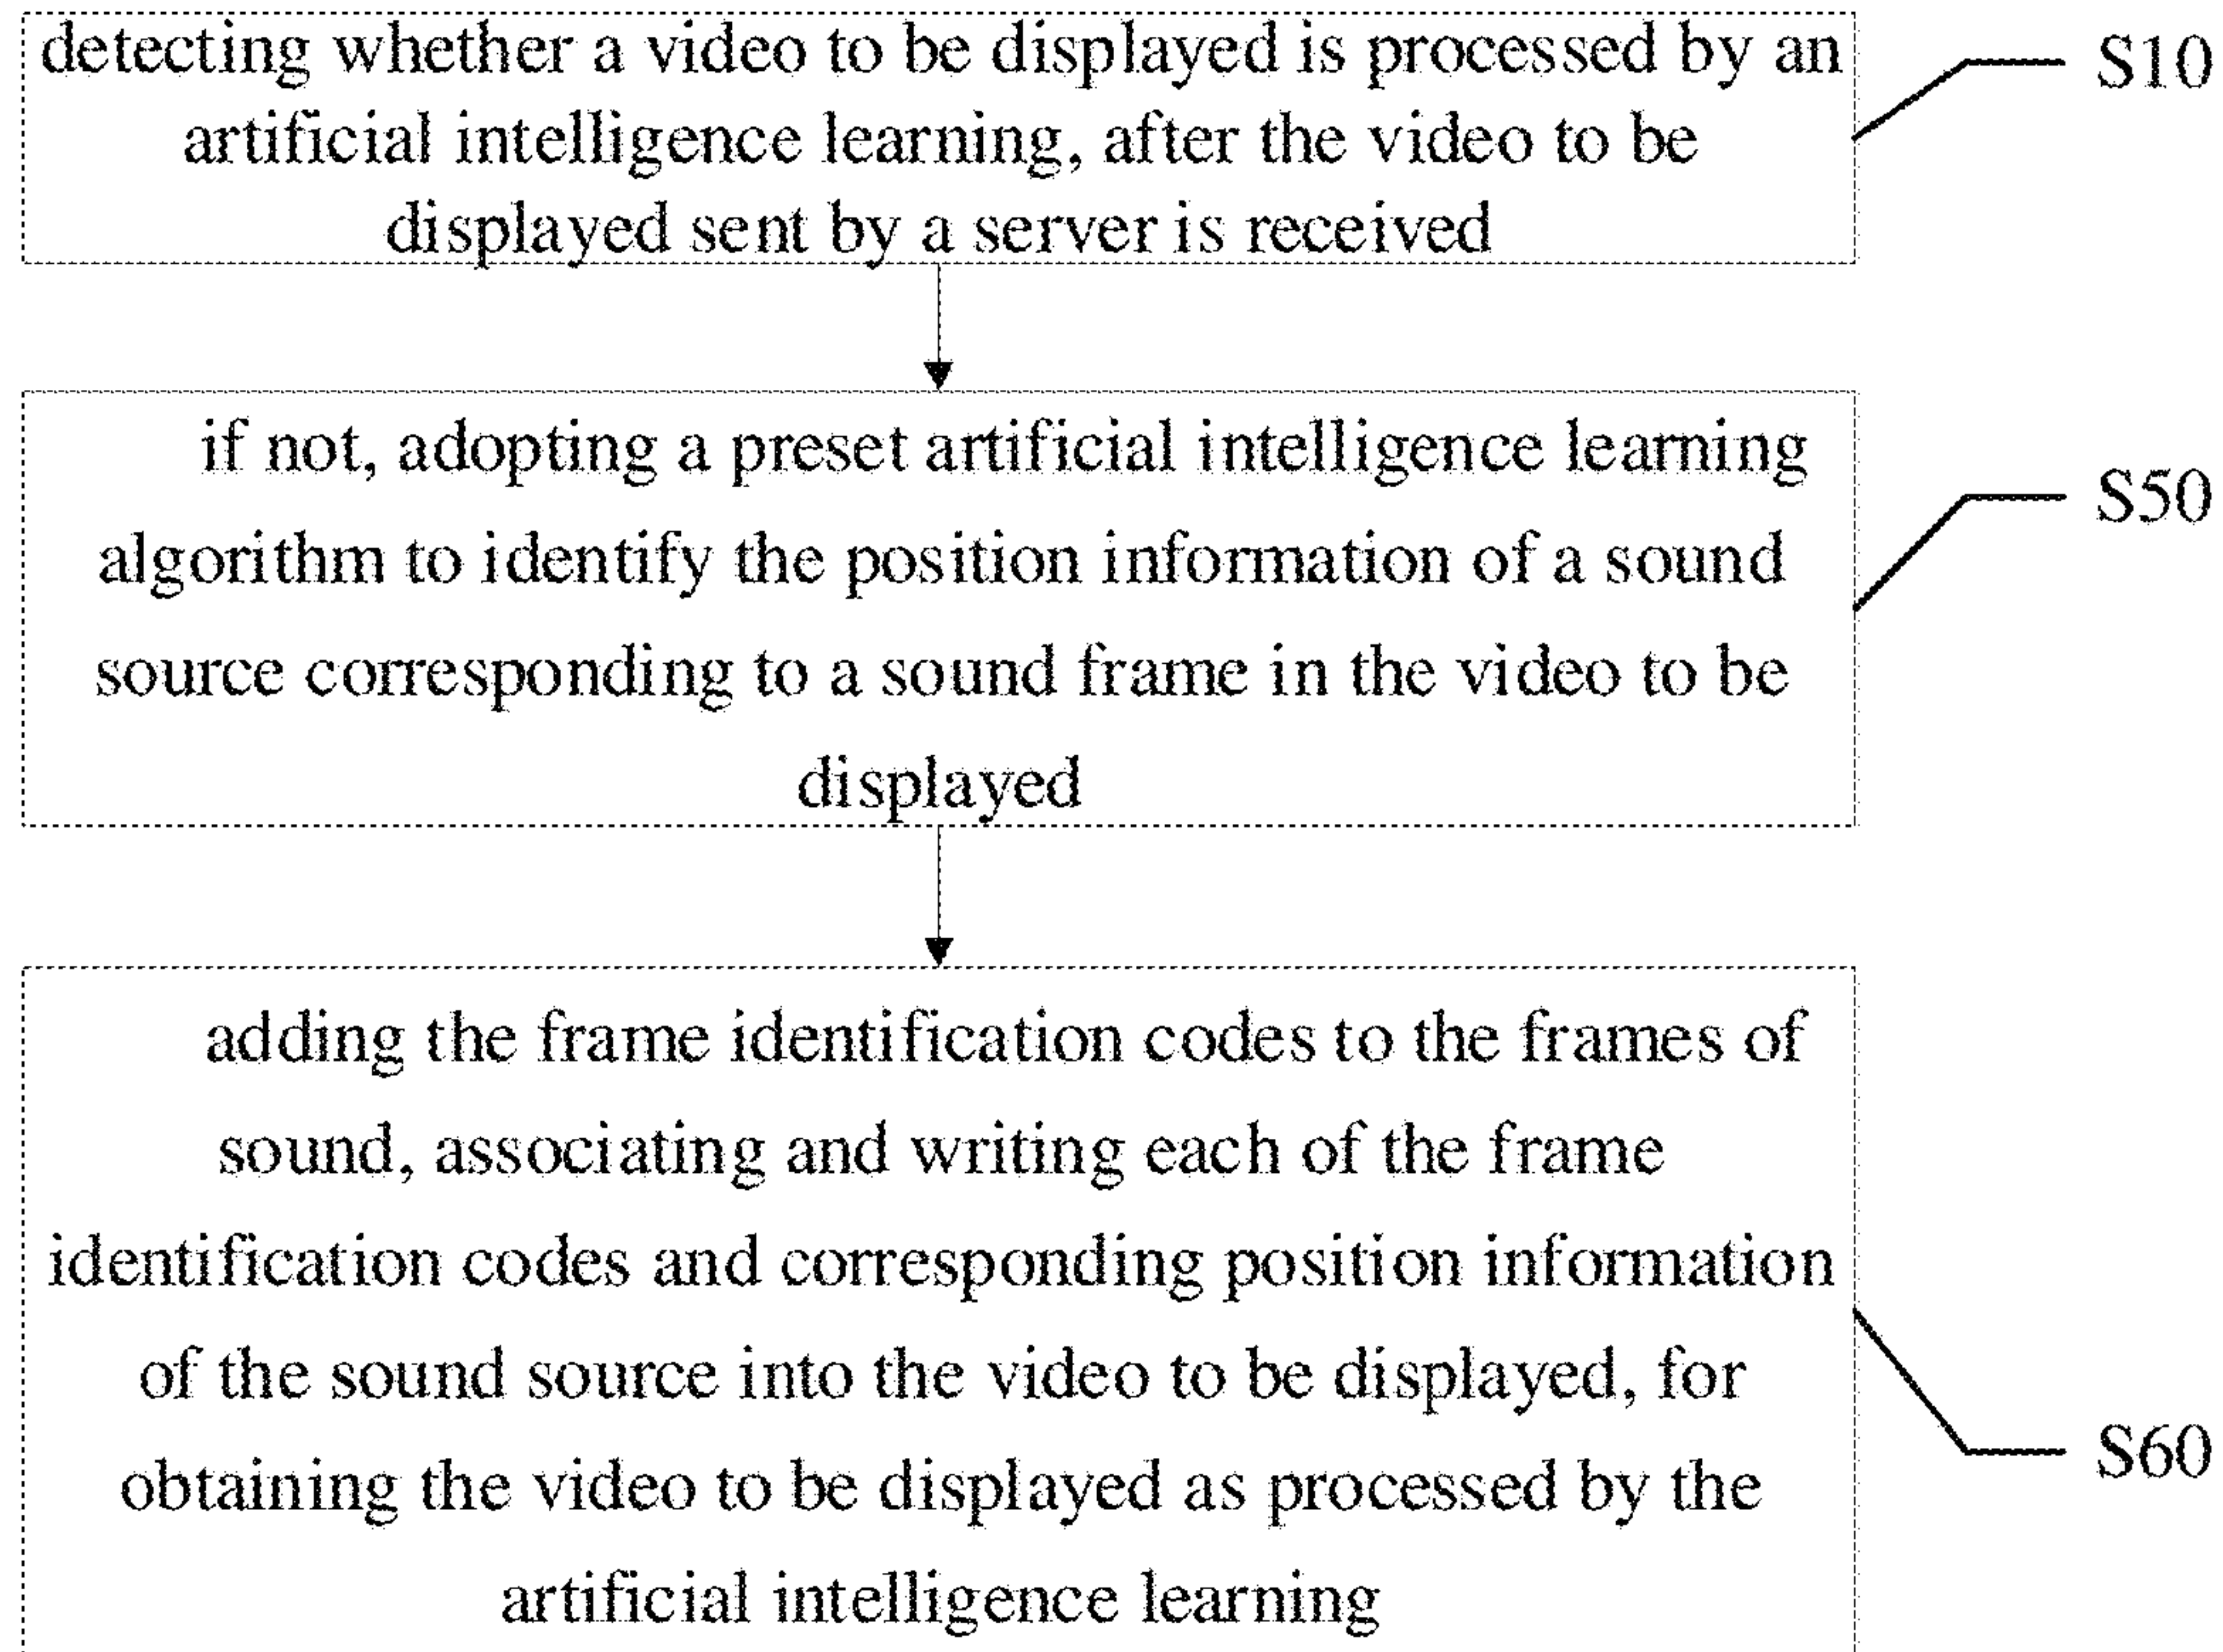 detecting whether a video to be displayed is processed by an
artificial intelligence learning, after the video to be
displayed sent by a server is received
S10
if not, adopting a preset artificial intelligence learning
algorithm to identify the position information of a sound
source corresponding to a sound frame in the video to be
displayed
S50
adding the frame identification codes to the frames of
sound, associating and writing each of the frame
identification codes and corresponding position information
of the sound source into the video to be displayed, for
obtaining the video to be displayed as processed by the
artificial intelligence learning
S60